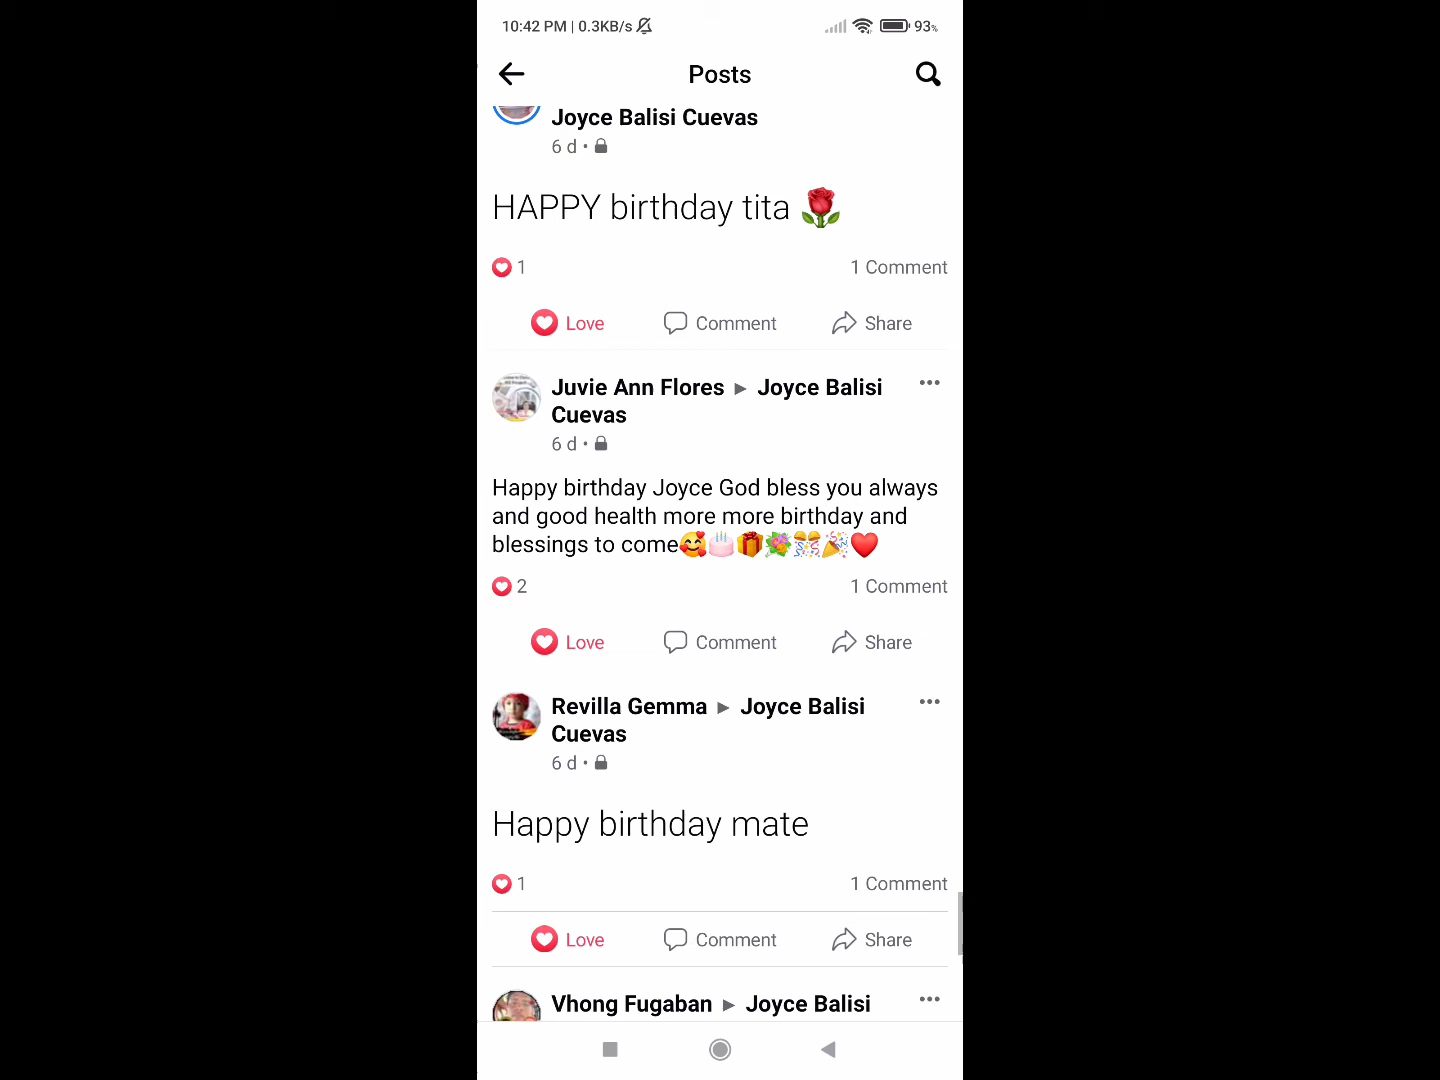 10:42 PM | 0.3KB/s 93%
Posts
Joyce Balisi Cuevas
6 d
HAPPY birthday tita 🌹
1 1 Comment
Love Comment Share
Juvie Ann Flores ▶ Joyce Balisi
Cuevas
6 d
Happy birthday Joyce God bless you always
and good health more more birthday and
blessings to come🥰🎂🎁💐🎊🎉❤️
2 1 Comment
Love Comment Share
Revilla Gemma ▶ Joyce Balisi
Cuevas
6 d
Happy birthday mate
1 1 Comment
Love Comment Share
Vhong Fugaban ▶ Joyce Balisi